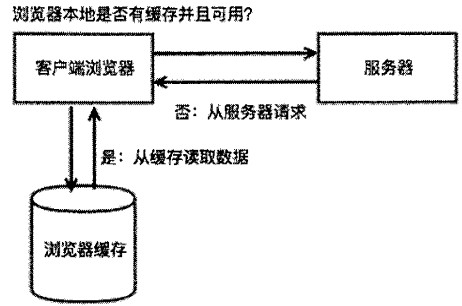 浏览器本地是否有缓存并且可用?
客户端浏览器
服务器
否：从服务器请求
是：从缓存读取数据
浏览器缓存